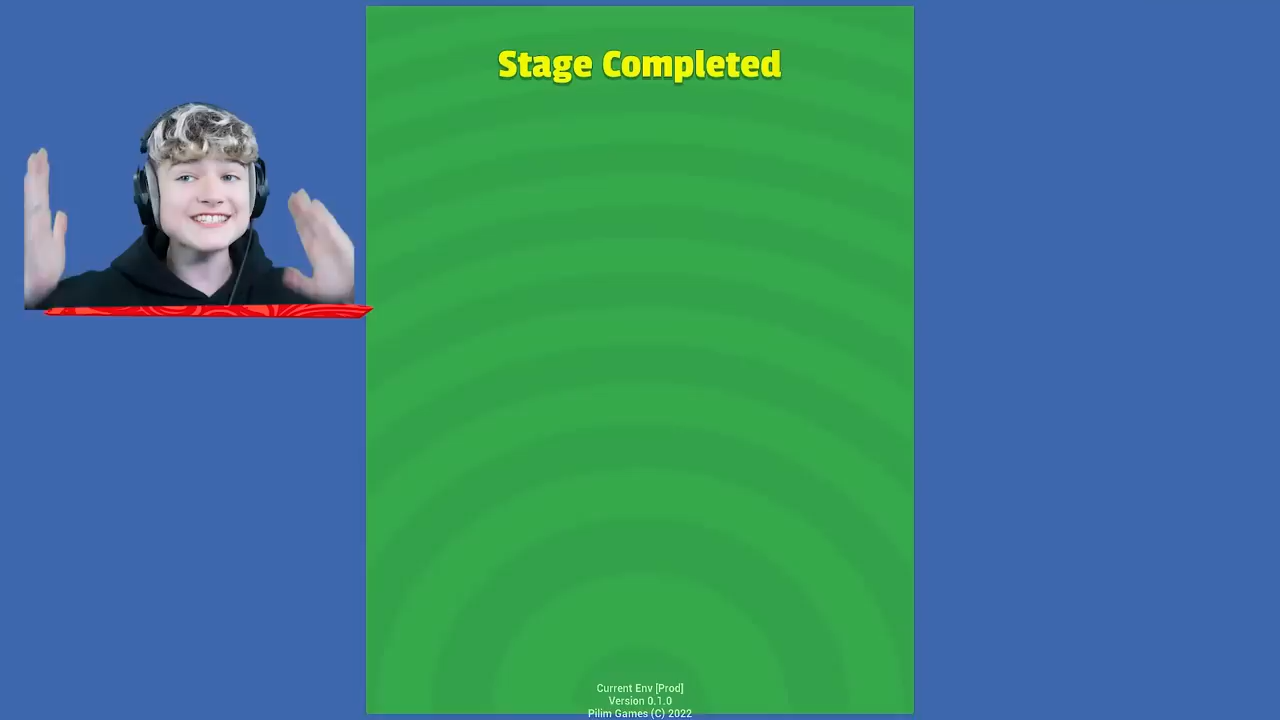 Stage Completed
Current Env [Prod]
Version 0.1.0
Pilim Games (C) 2022